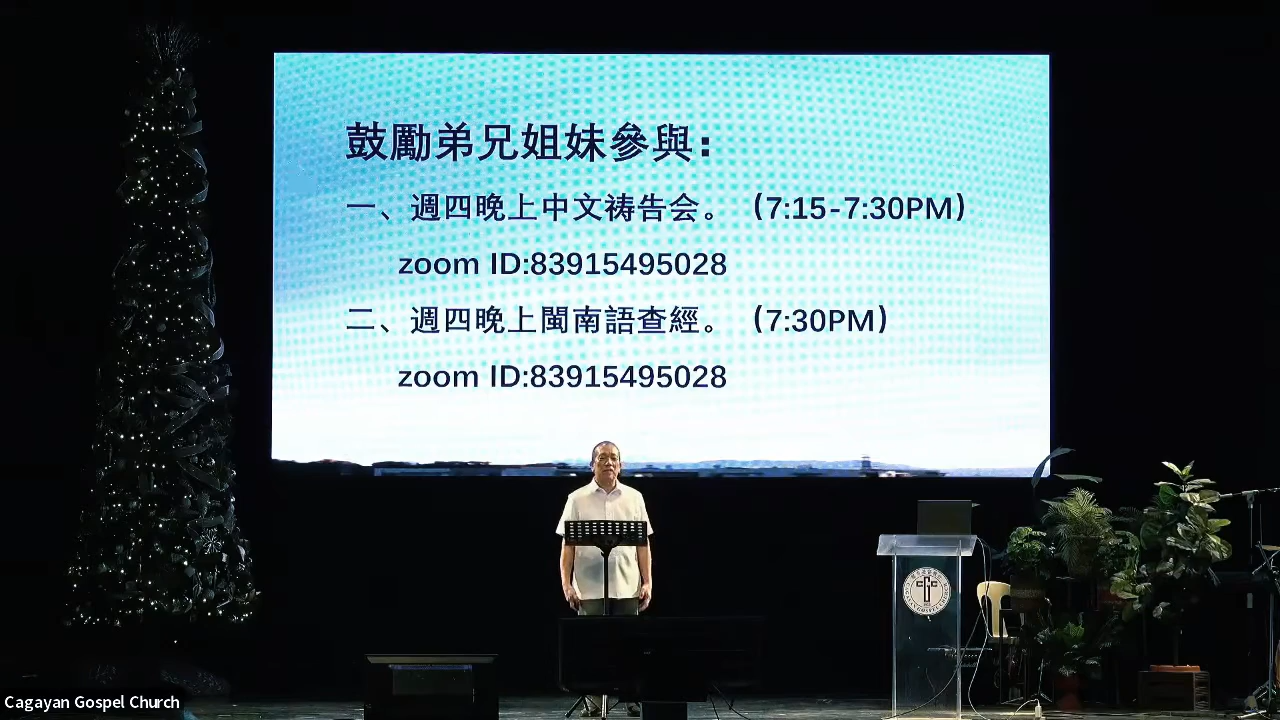 鼓勵弟兄姐妹參與：
一、週四晚上中文祷告会。（7:15-7:30PM）
zoom ID:83915495028
二、週四晚上閩南語查經。（7:30PM）
zoom ID:83915495028
Cagayan Gospel Church